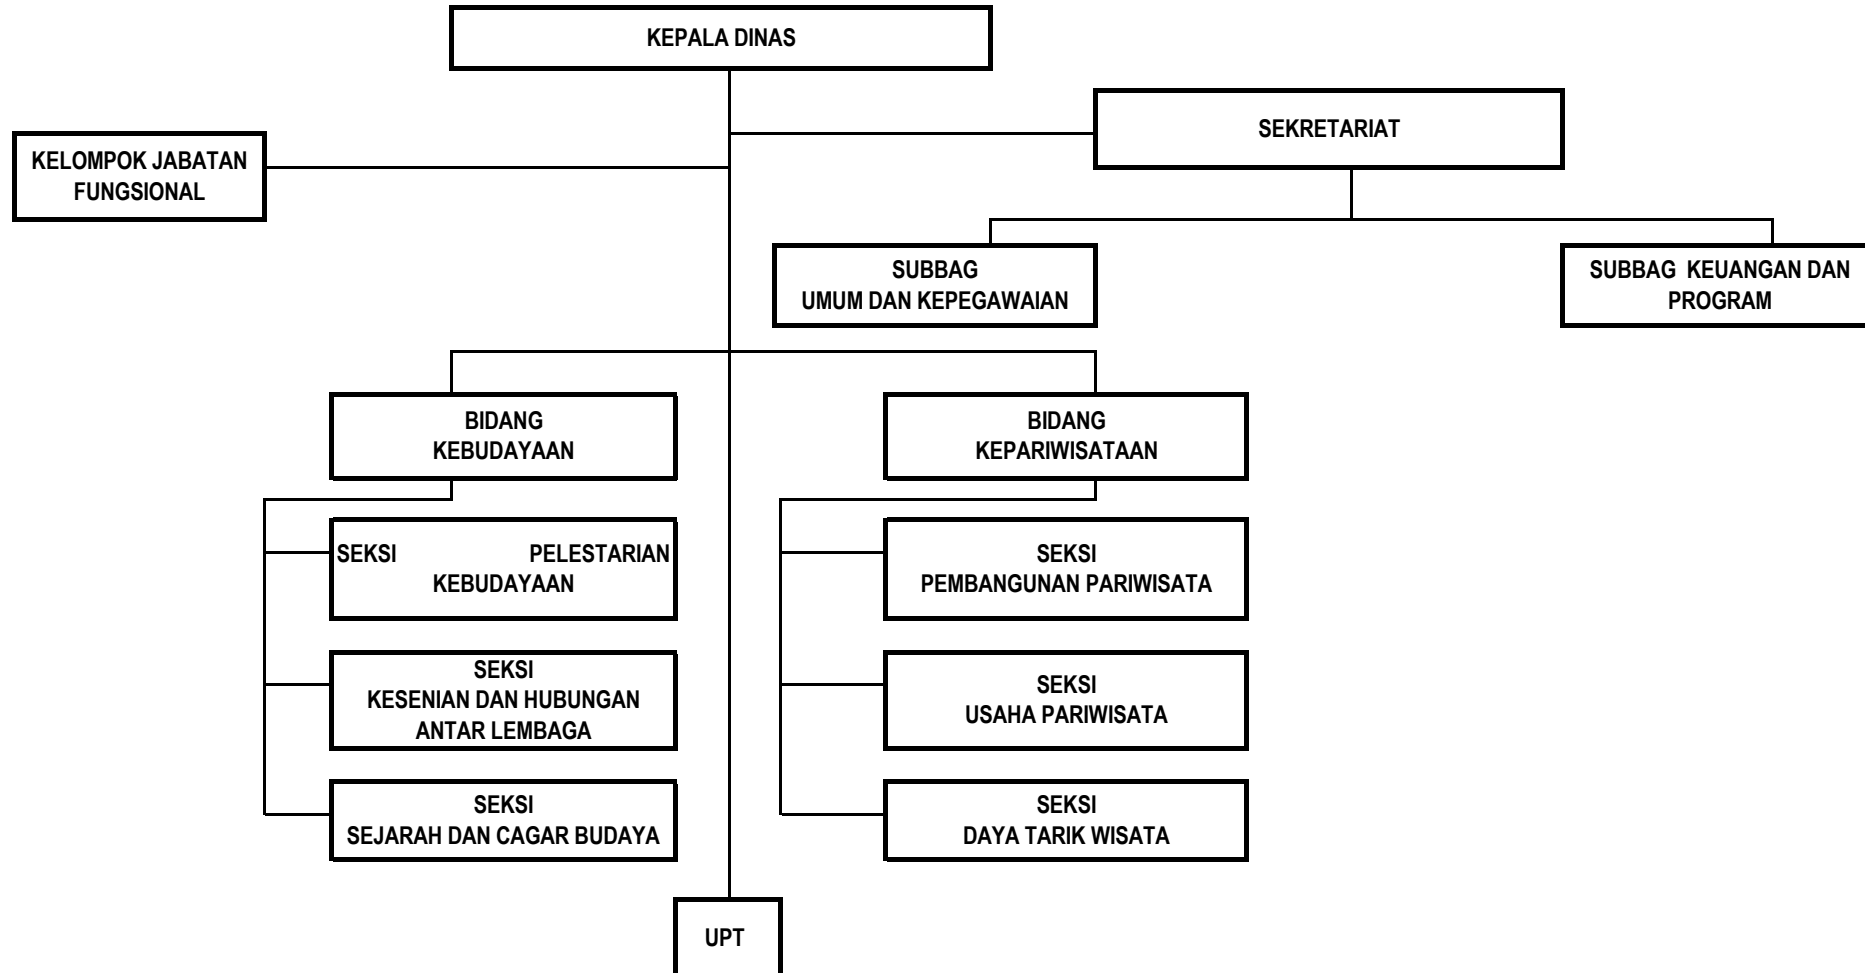 KEPALA DINAS
SEKRETARIAT
KELOMPOK JABATAN
FUNGSIONAL
SUBBAG
UMUM DAN KEPEGAWAIAN
SUBBAG KEUANGAN DAN
PROGRAM
BIDANG
KEBUDAYAAN
BIDANG
KEPARIWISATAAN
SEKSI PELESTARIAN
KEBUDAYAAN
SEKSI
PEMBANGUNAN PARIWISATA
SEKSI
KESENIAN DAN HUBUNGAN
ANTAR LEMBAGA
SEKSI
USAHA PARIWISATA
SEKSI
SEJARAH DAN CAGAR BUDAYA
SEKSI
DAYA TARIK WISATA
UPT